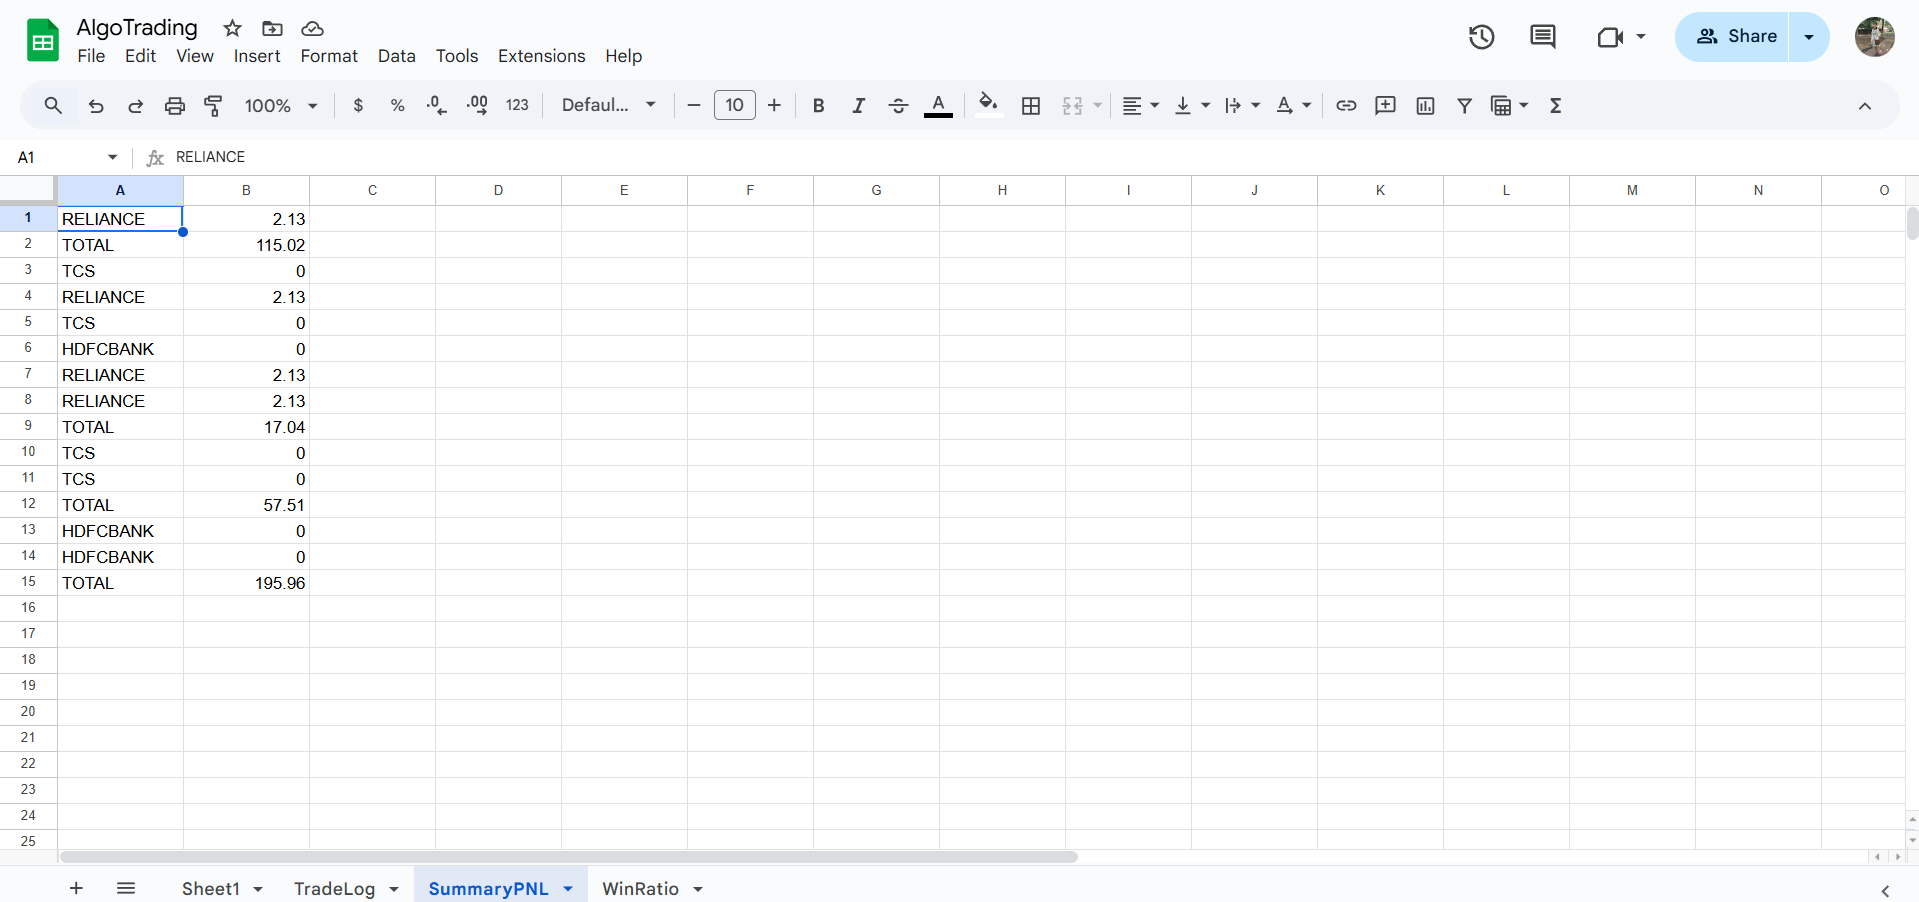 AlgoTrading
File Edit View Insert Format Data Tools Extensions Help
Share
100% $ % .0 .00 123 Defaul... 10 B I S A A Σ
A1 fx RELIANCE
A B C D E F G H I J K L M N O
1 RELIANCE 2.13
2 TOTAL 115.02
3 TCS 0
4 RELIANCE 2.13
5 TCS 0
6 HDFCBANK 0
7 RELIANCE 2.13
8 RELIANCE 2.13
9 TOTAL 17.04
10 TCS 0
11 TCS 0
12 TOTAL 57.51
13 HDFCBANK 0
14 HDFCBANK 0
15 TOTAL 195.96
16
17
18
19
20
21
22
23
24
25
Sheet1 TradeLog SummaryPNL WinRatio